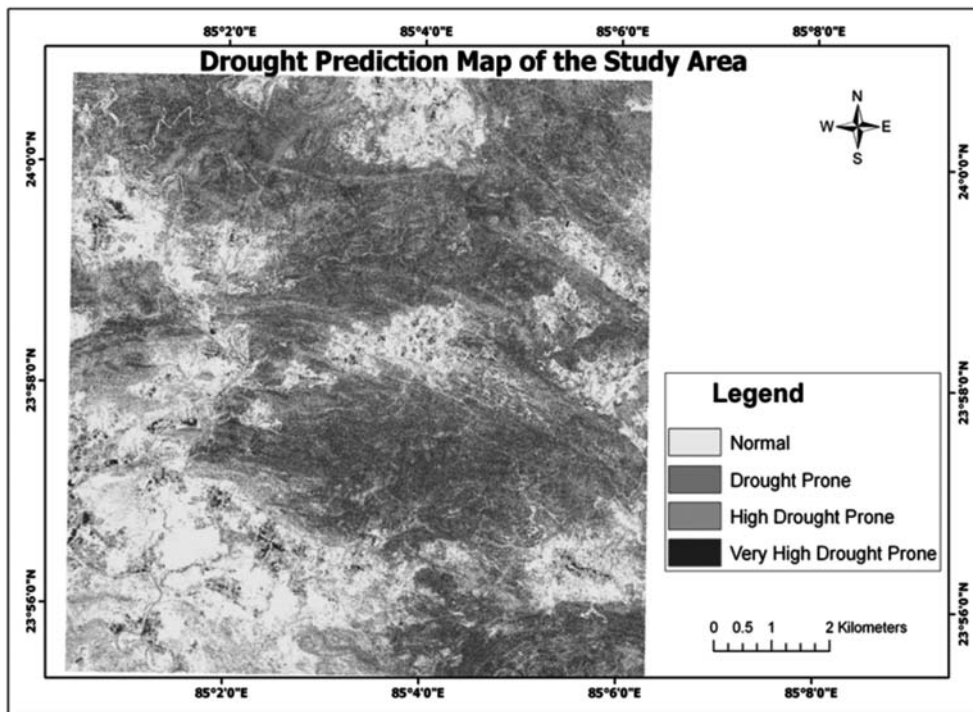 85°2'0"E 85°4'0"E 85°6'0"E 85°8'0"E
Drought Prediction Map of the Study Area
N
W E
S
24°0'0"N 24°0'0"N
23°58'0"N 23°58'0"N
Legend
Normal
Drought Prone
High Drought Prone
Very High Drought Prone
23°56'0"N 23°56'0"N
0 0.5 1 2 Kilometers
85°2'0"E 85°4'0"E 85°6'0"E 85°8'0"E